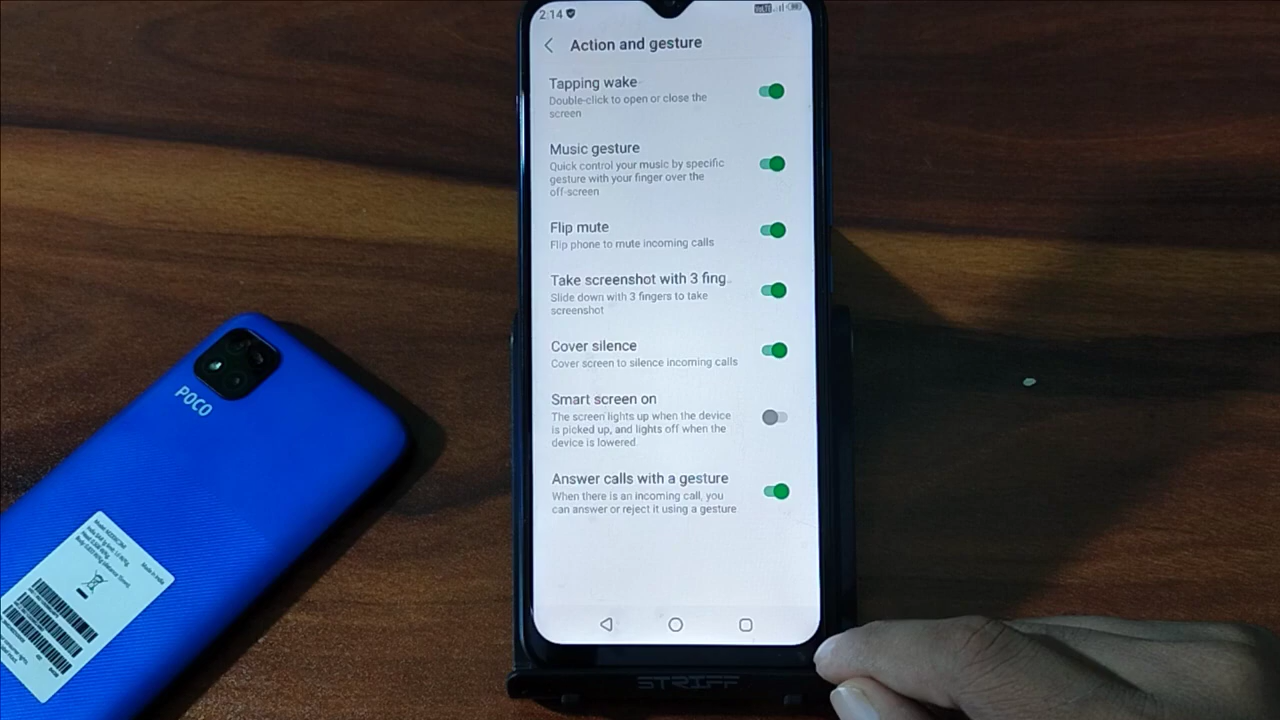 2:14
VoLTE
Action and gesture
Tapping wake
Double-click to open or close the
screen
Music gesture
Quick control your music by specific
gesture with your finger over the
off-screen
Flip mute
Flip phone to mute incoming calls
Take screenshot with 3 fing..
Slide down with 3 fingers to take
screenshot
Cover silence
Cover screen to silence incoming calls
Smart screen on
The screen lights up when the device
is picked up, and lights off when the
device is lowered.
Answer calls with a gesture
When there is an incoming call, you
can answer or reject it using a gesture
STRIFF
POCO
Made in India